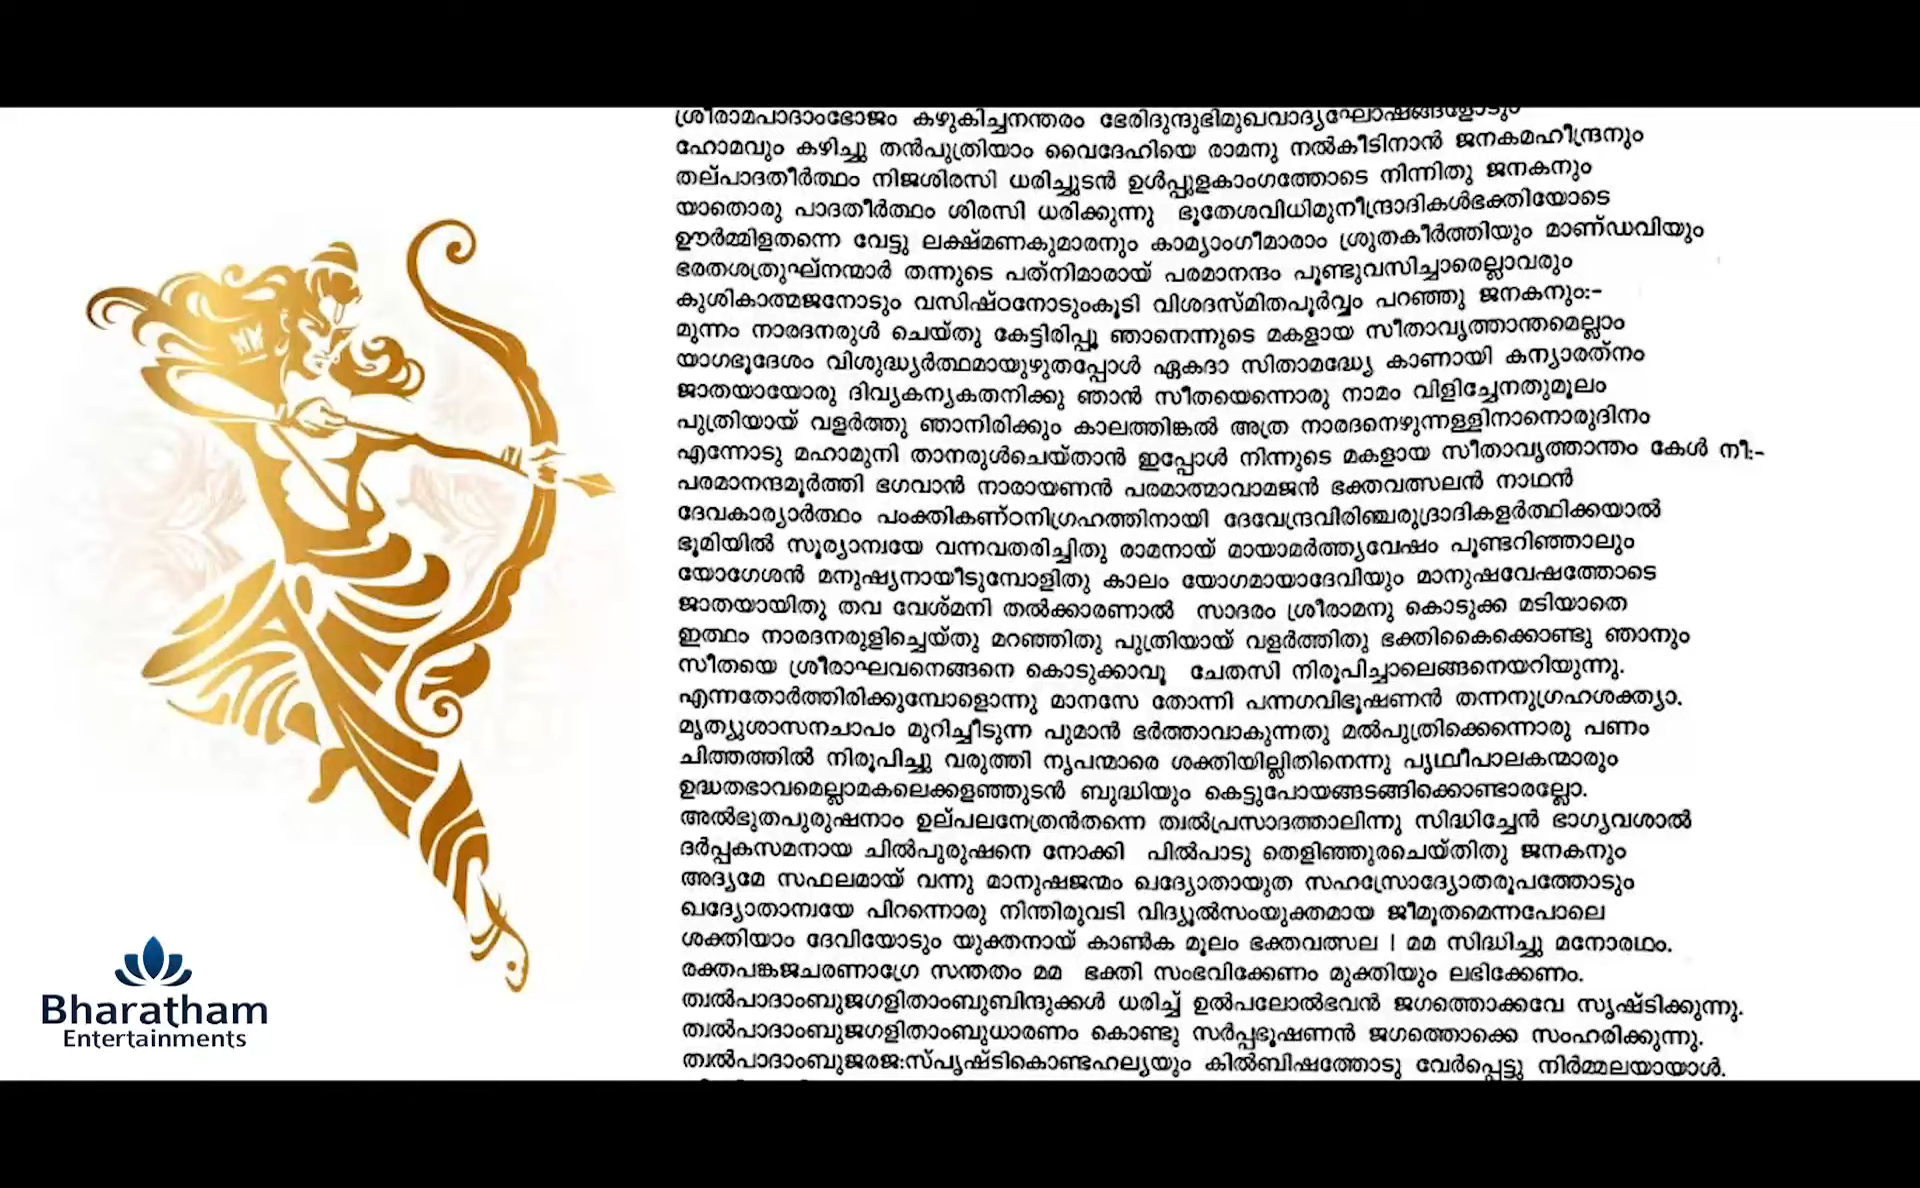 ശ്രീരാമപാദാംഭോജം കഴുകിച്ചനന്തരം ഭേരിദുന്ദുഭിമുഖവാദ്യഘോഷങ്ങളോടും
ഹോമവും കഴിച്ചു തൻപുത്രിയാം വൈദേഹിയെ രാമനു നൽകീടിനാൻ ജനകമഹീന്ദ്രനും
തല്പാദതീർത്ഥം നിജശിരസി ധരിച്ചുടൻ ഉൾപ്പുളകാംഗത്തോടെ നിന്നിതു ജനകനും
യാതൊരു പാദതീർത്ഥം ശിരസി ധരിക്കുന്നു ഭൂതേശവിധിമുനീന്ദ്രാദികൾഭക്തിയോടെ
ഊർമ്മിളതന്നെ വേട്ടു ലക്ഷ്മണകുമാരനും കാമ്യാംഗീമാരാം ശ്രുതകീർത്തിയും മാണ്ഡവിയും
ഭരതശത്രുഘ്നന്മാർ തന്നുടെ പത്നിമാരായ് പരമാനന്ദം പൂണ്ടുവസിച്ചാരെല്ലാവരും
കുശികാത്മജനോടും വസിഷ്ഠനോടുംകൂടി വിശദസ്മിതപൂർവ്വം പറഞ്ഞു ജനകനും:-
മുന്നം നാരദനരുൾ ചെയ്തു കേട്ടിരിപ്പൂ ഞാനെന്നുടെ മകളായ സീതാവൃത്താന്തമെല്ലാം
യാഗഭൂദേശം വിശുദ്ധ്യർത്ഥമായുഴുതപ്പോൾ ഏകദാ സിതാമദ്ധ്യേ കാണായി കന്യാരത്നം
ജാതയായോരു ദിവ്യകന്യകതനിക്കു ഞാൻ സീതയെന്നൊരു നാമം വിളിച്ചേനതുമൂലം
പുത്രിയായ് വളർത്തു ഞാനിരിക്കും കാലത്തിങ്കൽ അത്ര നാരദനെഴുന്നള്ളിനാനൊരുദിനം
എന്നോടു മഹാമുനി താനരുൾചെയ്താൻ ഇപ്പോൾ നിന്നുടെ മകളായ സീതാവൃത്താന്തം കേൾ നീ:-
പരമാനന്ദമൂർത്തി ഭഗവാൻ നാരായണൻ പരമാത്മാവാമജൻ ഭക്തവത്സലൻ നാഥൻ
ദേവകാര്യാർത്ഥം പംക്തികണ്ഠനിഗ്രഹത്തിനായി ദേവേന്ദ്രവിരിഞ്ചരുദ്രാദികളർത്ഥിക്കയാൽ
ഭൂമിയിൽ സൂര്യാന്വയേ വന്നവതരിച്ചിതു രാമനായ് മായാമർത്ത്യവേഷം പൂണ്ടറിഞ്ഞാലും
യോഗേശൻ മനുഷ്യനായീടുമ്പോളിതു കാലം യോഗമായാദേവിയും മാനുഷവേഷത്തോടെ
ജാതയായിതു തവ വേശ്മനി തൽക്കാരണാൽ സാദരം ശ്രീരാമനു കൊടുക്ക മടിയാതെ
ഇത്ഥം നാരദനരുളിച്ചെയ്തു മറഞ്ഞിതു പുത്രിയായ് വളർത്തിതു ഭക്തികൈക്കൊണ്ടു ഞാനും
സീതയെ ശ്രീരാഘവനെങ്ങനെ കൊടുക്കാവൂ ചേതസി നിരൂപിച്ചാലെങ്ങനെയറിയുന്നു.
എന്നതോർത്തിരിക്കുമ്പോളൊന്നു മാനസേ തോന്നി പന്നഗവിഭൂഷണൻ തന്നനുഗ്രഹശക്ത്യാ.
മൃത്യുശാസനചാപം മുറിച്ചീടുന്ന പുമാൻ ഭർത്താവാകുന്നതു മൽപുത്രിക്കെന്നൊരു പണം
ചിത്തത്തിൽ നിരൂപിച്ചു വരുത്തി നൃപന്മാരെ ശക്തിയില്ലിതിനെന്നു പൃഥ്വീപാലകന്മാരും
ഉദ്ധതഭാവമെല്ലാമകലെക്കളഞ്ഞുടൻ ബുദ്ധിയും കെട്ടുപോയങ്ങടങ്ങിക്കൊണ്ടാരല്ലോ.
അൽഭുതപുരുഷനാം ഉല്പലനേത്രൻതന്നെ ത്വൽപ്രസാദത്താലിന്നു സിദ്ധിച്ചേൻ ഭാഗ്യവശാൽ
ദർപ്പകസമനായ ചിൽപുരുഷനെ നോക്കി പിൽപാടു തെളിഞ്ഞുരചെയ്തിതു ജനകനും
അദ്യമേ സഫലമായ് വന്നു മാനുഷജന്മം ഖദ്യോതായുത സഹസ്രോദ്യോതരൂപത്തോടും
ഖദ്യോതാന്വയേ പിറന്നൊരു നിന്തിരുവടി വിദ്യുൽസംയുക്തമായ ജീമൂതമെന്നപോലെ
ശക്തിയാം ദേവിയോടും യുക്തനായ് കാൺക മൂലം ഭക്തവത്സല | മമ സിദ്ധിച്ചു മനോരഥം.
രക്തപങ്കജചരണാഗ്രേ സന്തതം മമ ഭക്തി സംഭവിക്കേണം മുക്തിയും ലഭിക്കേണം.
ത്വൽപാദാംബുജഗളിതാംബുബിന്ദുക്കൾ ധരിച്ച് ഉൽപലോൽഭവൻ ജഗത്തൊക്കവേ സൃഷ്ടിക്കുന്നു.
ത്വൽപാദാംബുജഗളിതാംബുധാരണം കൊണ്ടു സർപ്പഭൂഷണൻ ജഗത്തൊക്കെ സംഹരിക്കുന്നു.
ത്വൽപാദാംബുജരജ:സ്പൃഷ്ടികൊണ്ടഹല്യയും കിൽബിഷത്തോടു വേർപ്പെട്ടു നിർമ്മലയായാൾ.
Bharatham
Entertainments